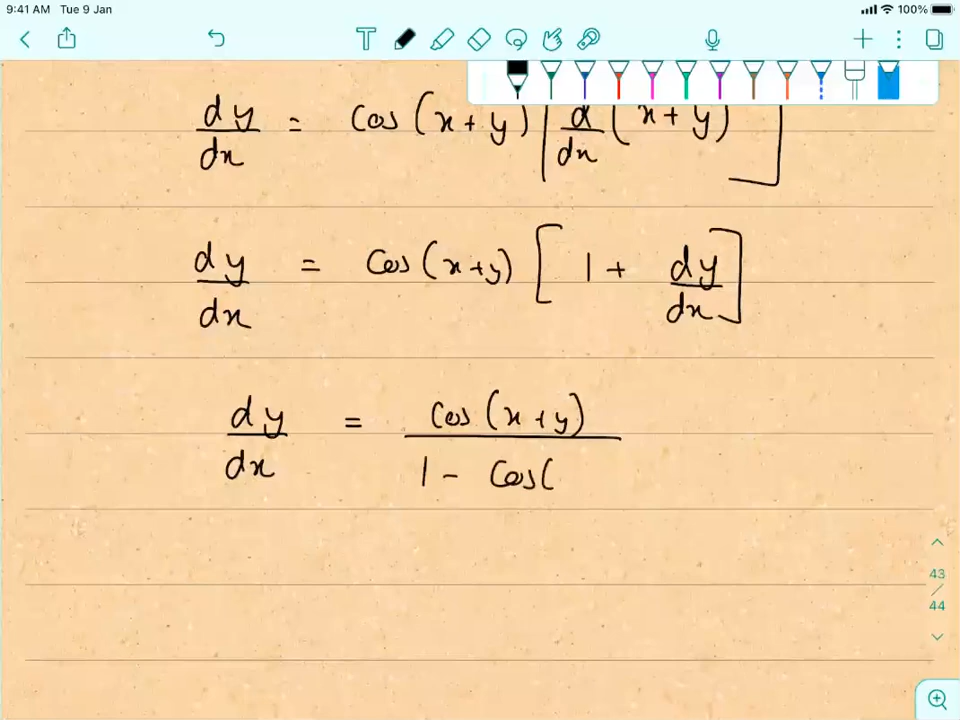 9:41 AM Tue 9 Jan 100%
dy/dx = Cos (x+y) [d/dx (x+y)]
dy/dx = Cos (x+y) [1 + dy/dx]
dy/dx = Cos (x+y) / 1 - Cos(
43
/
44